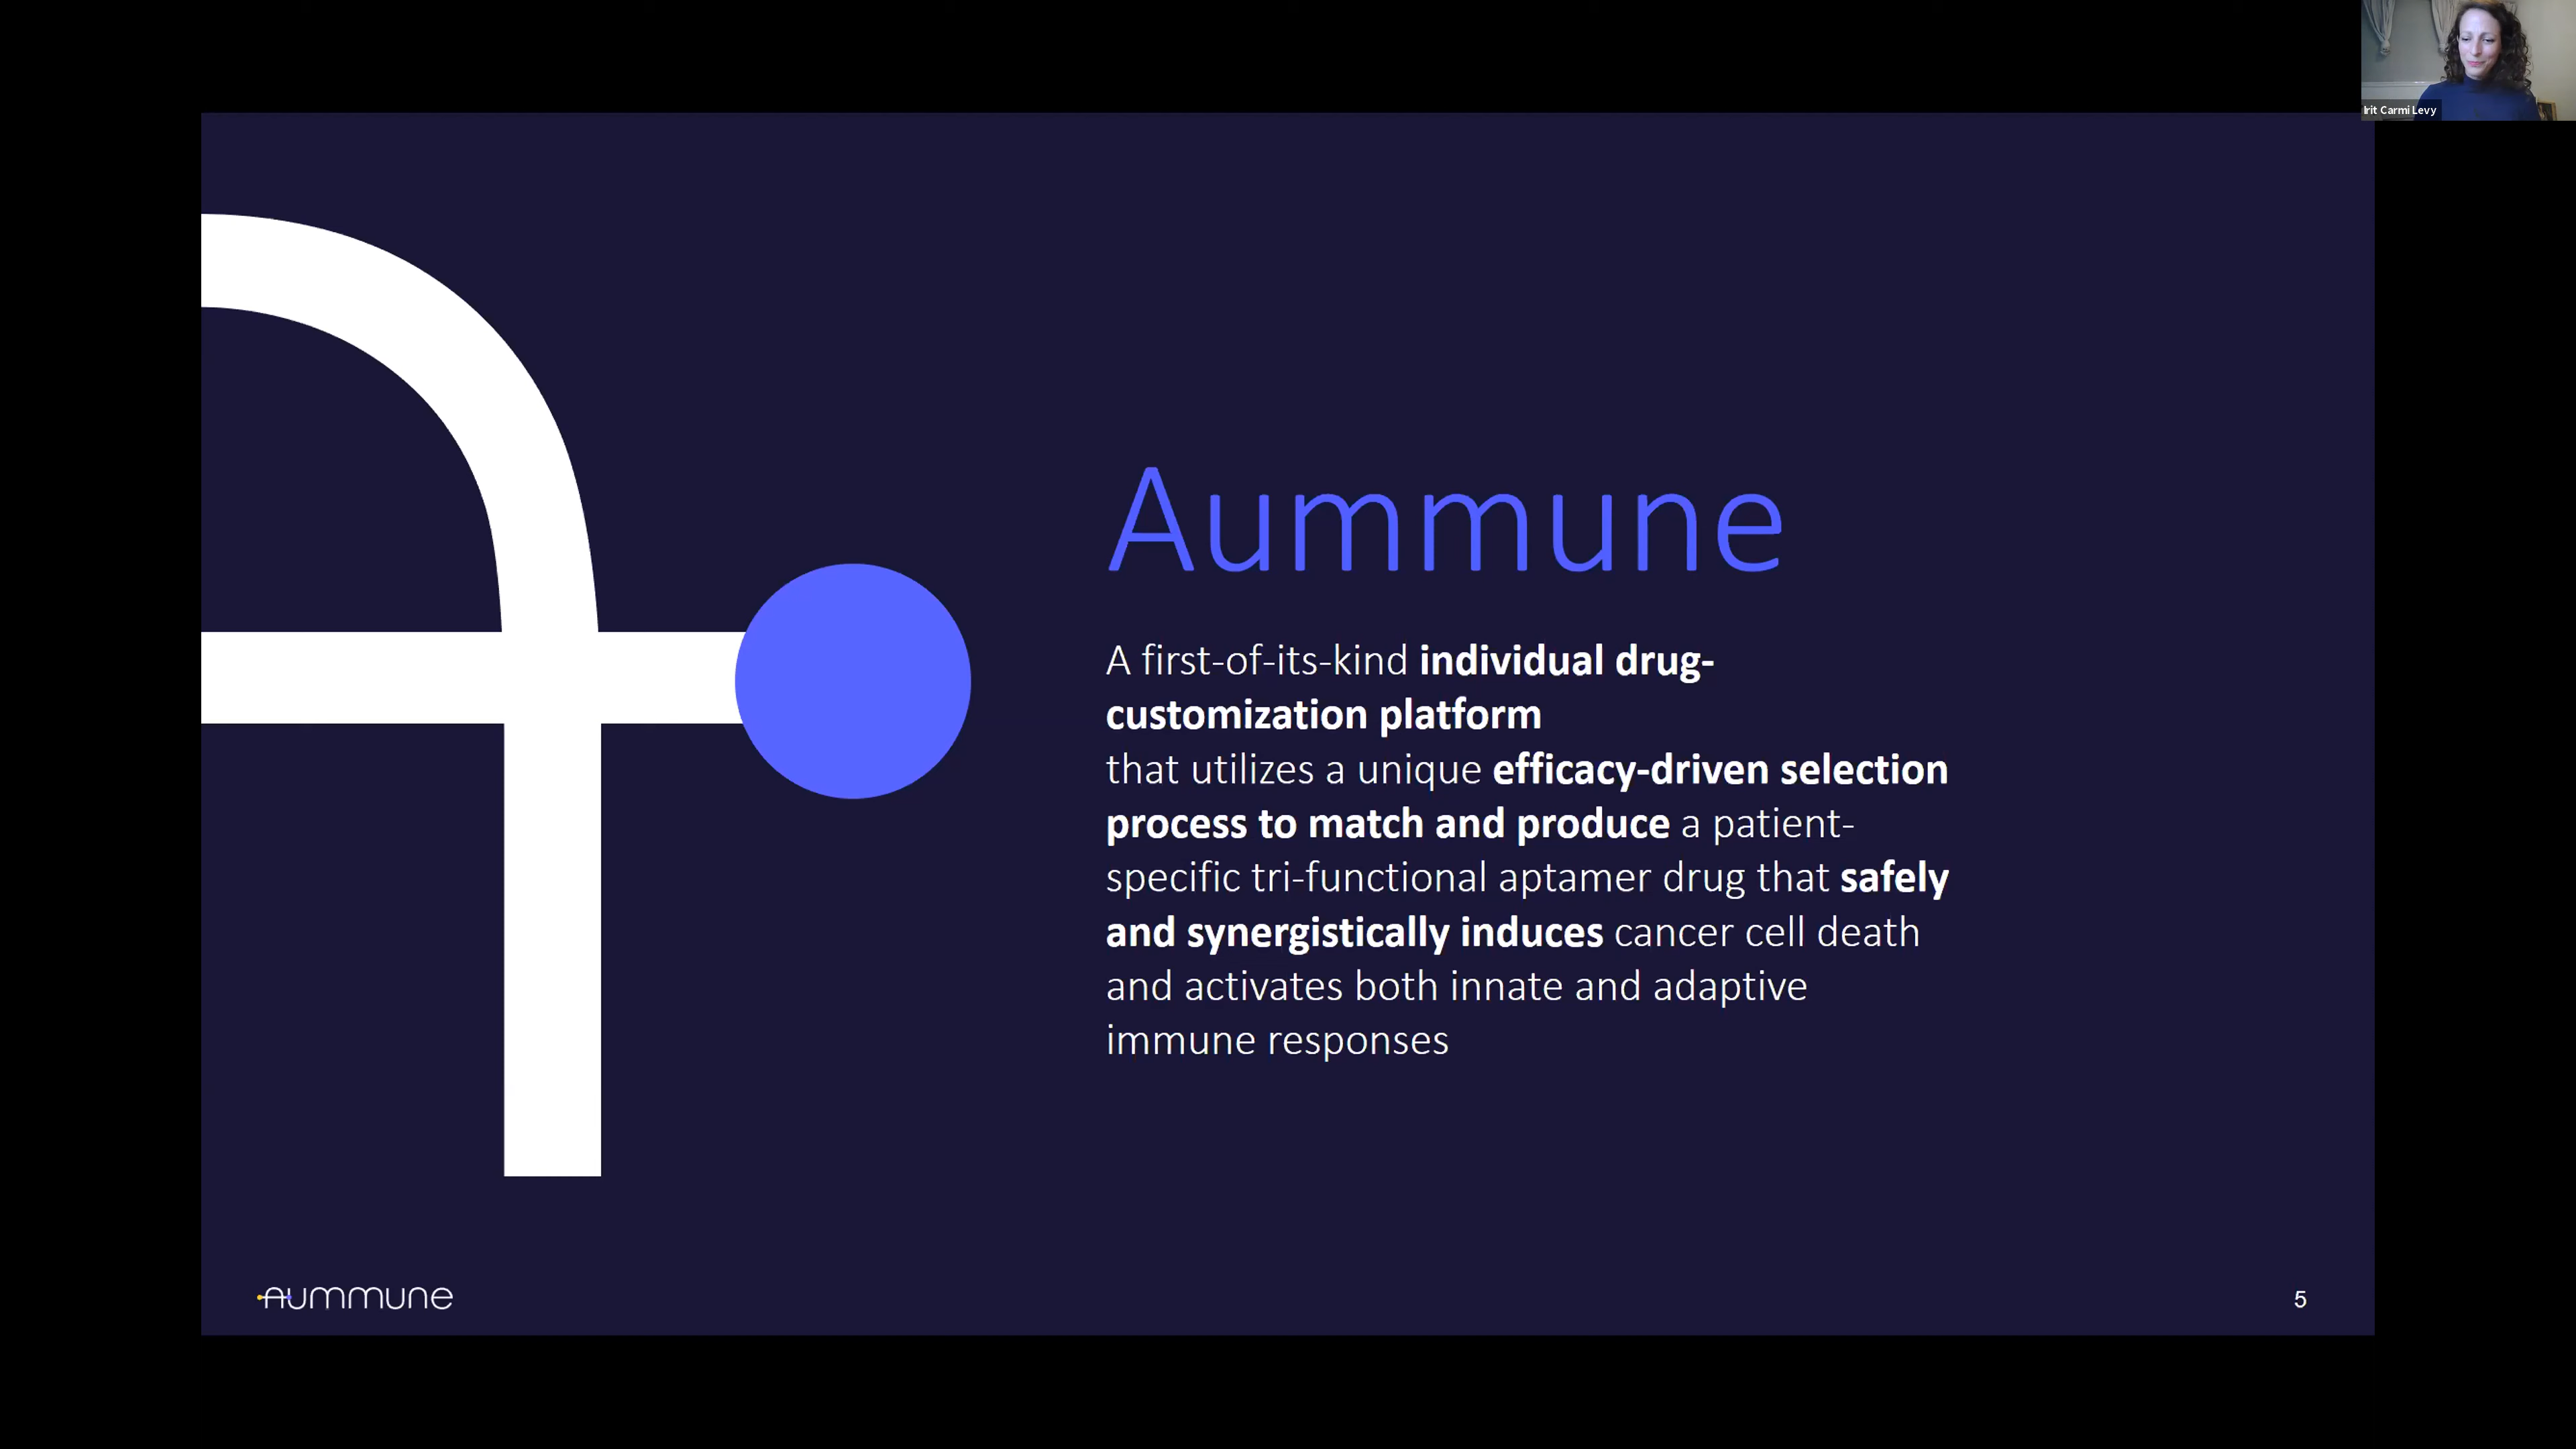 Irit Carmi Levy
Aummune
A first-of-its-kind individual drug-
customization platform
that utilizes a unique efficacy-driven selection
process to match and produce a patient-
specific tri-functional aptamer drug that safely
and synergistically induces cancer cell death
and activates both innate and adaptive
immune responses
Aummune
5